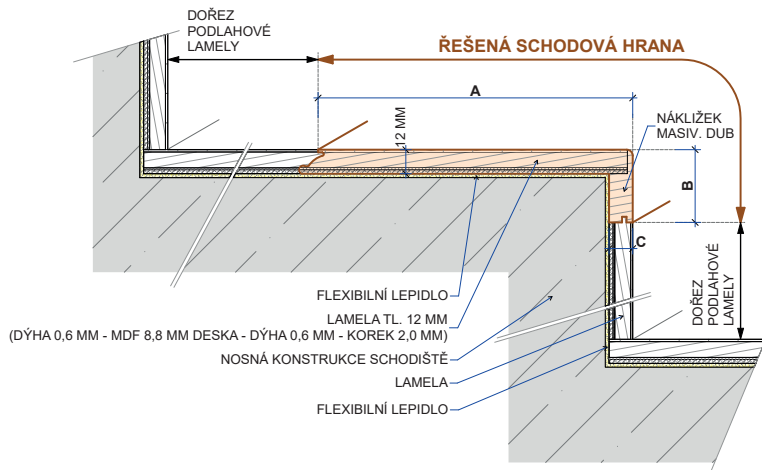 DOŘEZ
PODLAHOVÉ
LAMELY
ŘEŠENÁ SCHODOVÁ HRANA
A
12 MM
NÁKLIŽEK
MASIV. DUB
B
C
DOŘEZ
PODLAHOVÉ
LAMELY
FLEXIBILNÍ LEPIDLO
LAMELA TL. 12 MM
(DÝHA 0,6 MM - MDF 8,8 MM DESKA - DÝHA 0,6 MM - KOREK 2,0 MM)
NOSNÁ KONSTRUKCE SCHODIŠTĚ
LAMELA
FLEXIBILNÍ LEPIDLO